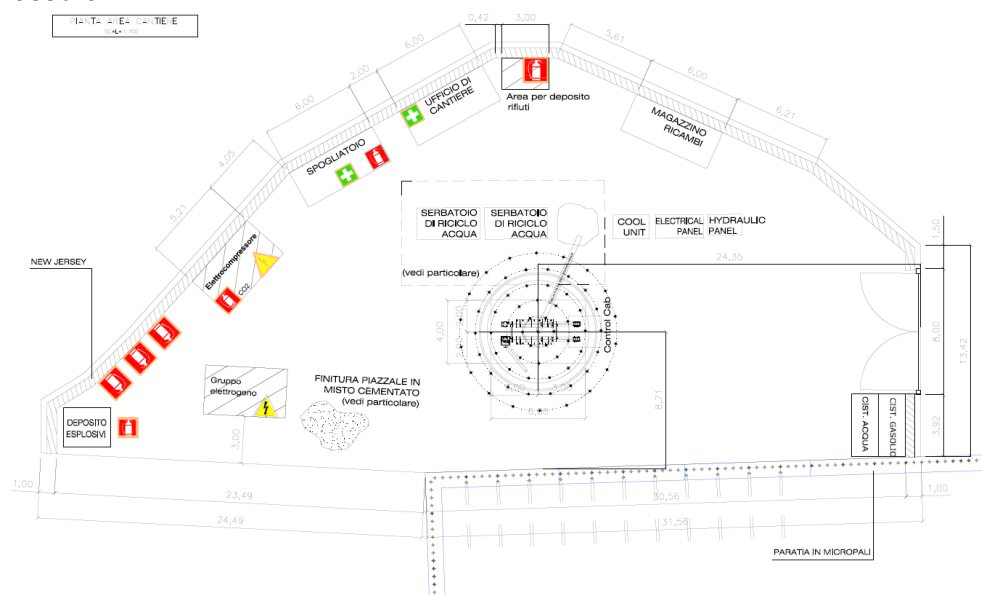 PIANTA AREA CANTIERE
SCALA 1:100
0,42
3,00
6,00
5,61
2,00
6,00
6,00
6,21
4,05
5,21
UFFICIO DI
CANTIERE
Area per deposito
rifiuti
MAGAZZINO
RICAMBI
SPOGLIATOIO
SERBATOIO
DI RICICLO
ACQUA
SERBATOIO
DI RICICLO
ACQUA
COOL
UNIT
ELECTRICAL
PANEL
HYDRAULIC
PANEL
1,50
Elettrocompressore
CO2
NEW JERSEY
(vedi particolare)
24,35
Control Cab
4,00
2,00
8,00
13,42
8,71
Gruppo
elettrogeno
FINITURA PIAZZALE IN
MISTO CEMENTATO
(vedi particolare)
DEPOSITO
ESPLOSIVI
CIST. ACQUA
CIST. GASOLIO
3,92
3,00
1,00
23,49
30,56
1,00
24,49
31,56
PARATIA IN MICROPALI